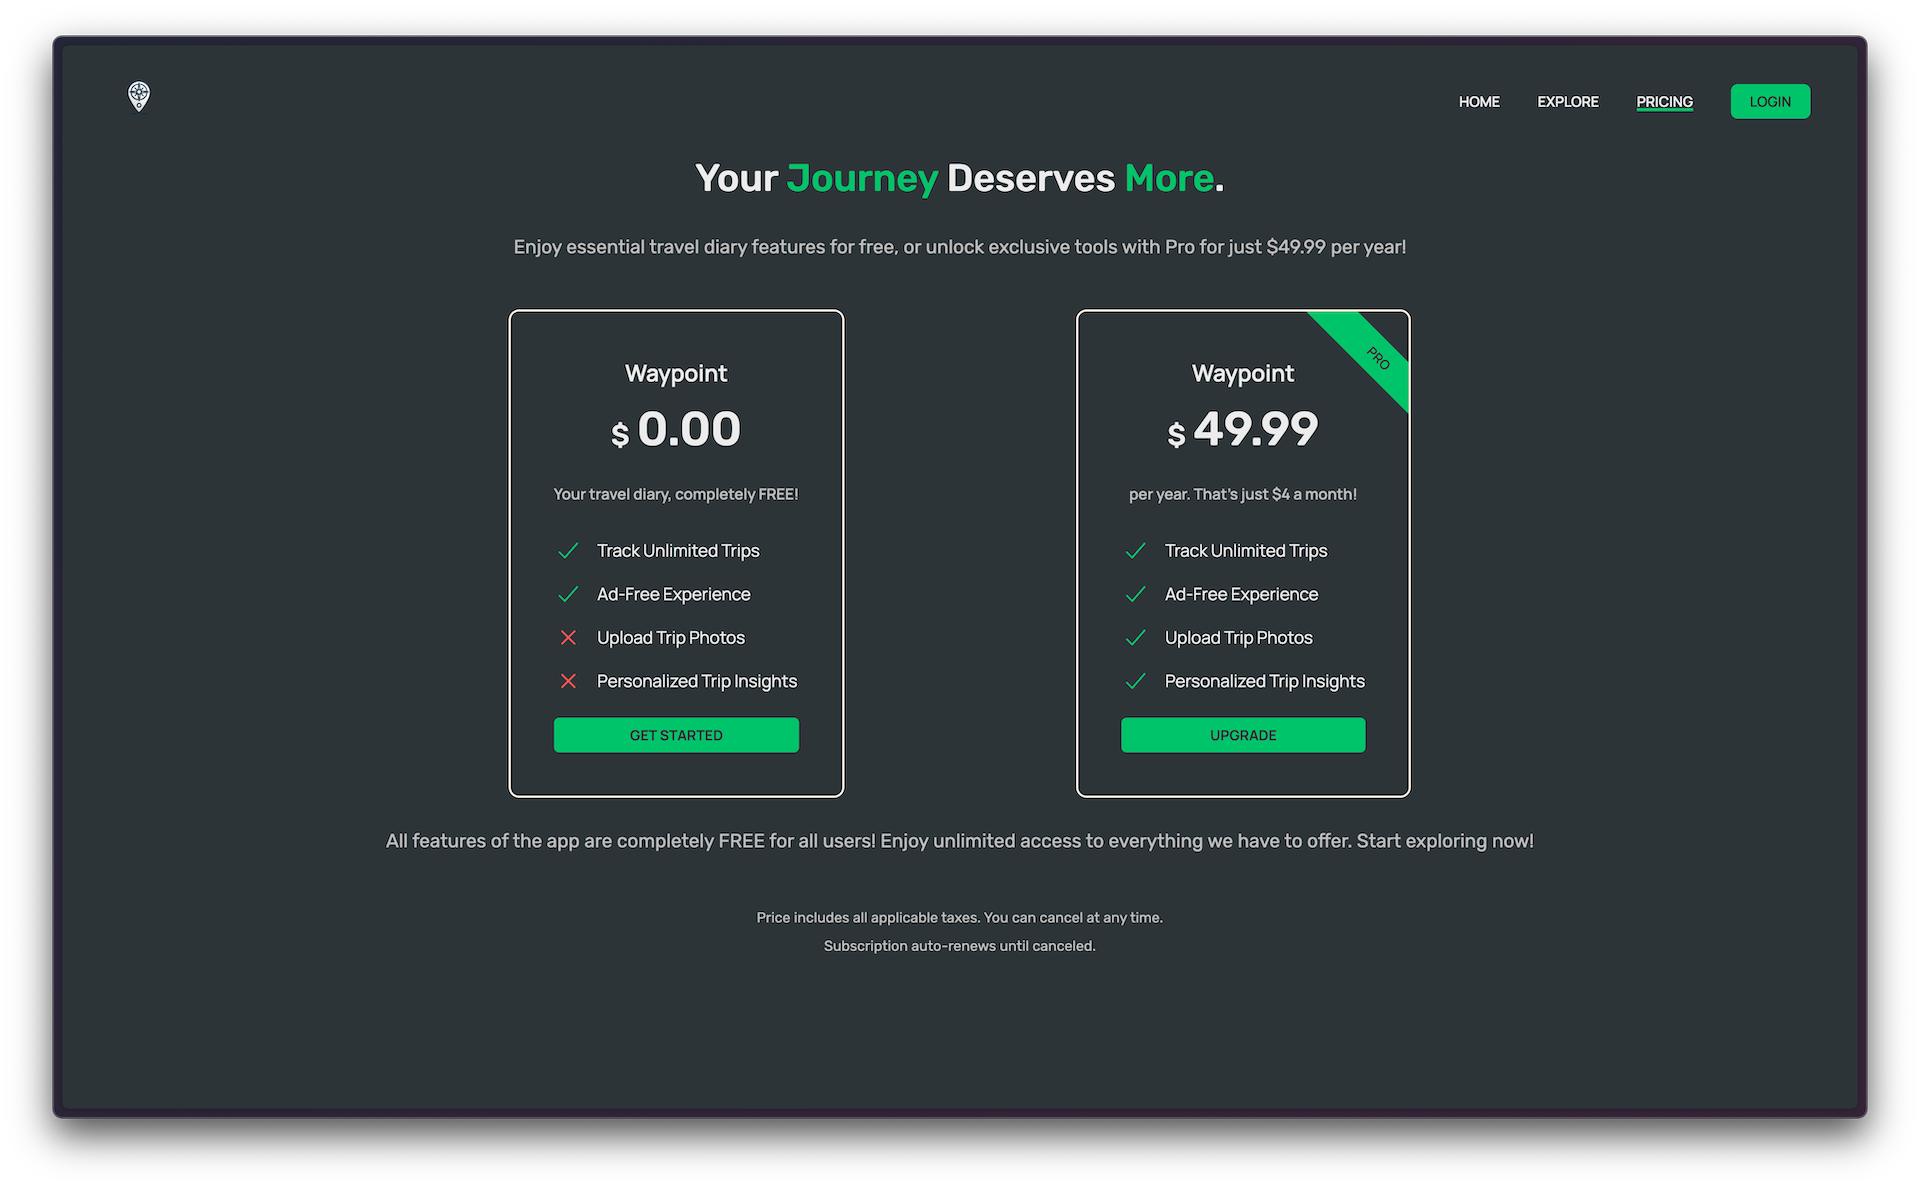 HOME EXPLORE PRICING LOGIN
Your Journey Deserves More.
Enjoy essential travel diary features for free, or unlock exclusive tools with Pro for just $49.99 per year!
Waypoint
$ 0.00
Your travel diary, completely FREE!
Track Unlimited Trips
Ad-Free Experience
Upload Trip Photos
Personalized Trip Insights
GET STARTED
PRO
Waypoint
$ 49.99
per year. That's just $4 a month!
Track Unlimited Trips
Ad-Free Experience
Upload Trip Photos
Personalized Trip Insights
UPGRADE
All features of the app are completely FREE for all users! Enjoy unlimited access to everything we have to offer. Start exploring now!
Price includes all applicable taxes. You can cancel at any time.
Subscription auto-renews until canceled.